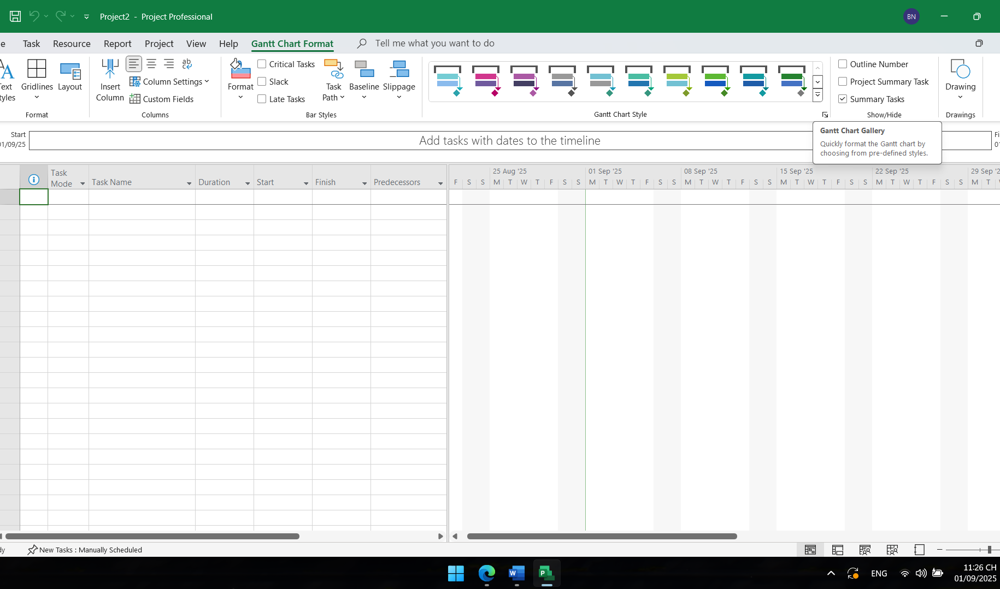 Project2 - Project Professional
BN
e Task Resource Report Project View Help Gantt Chart Format Tell me what you want to do
Text Styles
Gridlines
Layout
Format
Insert Column
Column Settings
Custom Fields
Columns
Format
Critical Tasks
Slack
Late Tasks
Task Path
Baseline
Slippage
Bar Styles
Gantt Chart Style
Outline Number
Project Summary Task
Summary Tasks
Show/Hide
Drawing
Drawings
Gantt Chart Gallery
Quickly format the Gantt chart by
choosing from pre-defined styles.
Start
01/09/25
Add tasks with dates to the timeline
Fi
0
Task Mode
Task Name
Duration
Start
Finish
Predecessors
25 Aug '25 01 Sep '25 08 Sep '25 15 Sep '25 22 Sep '25 29 Sep '2
F S S M T W T F S S M T W T F S S M T W T F S S M T W T F S S M T W T F S S M T
dy New Tasks : Manually Scheduled
ENG
11:26 CH
01/09/2025